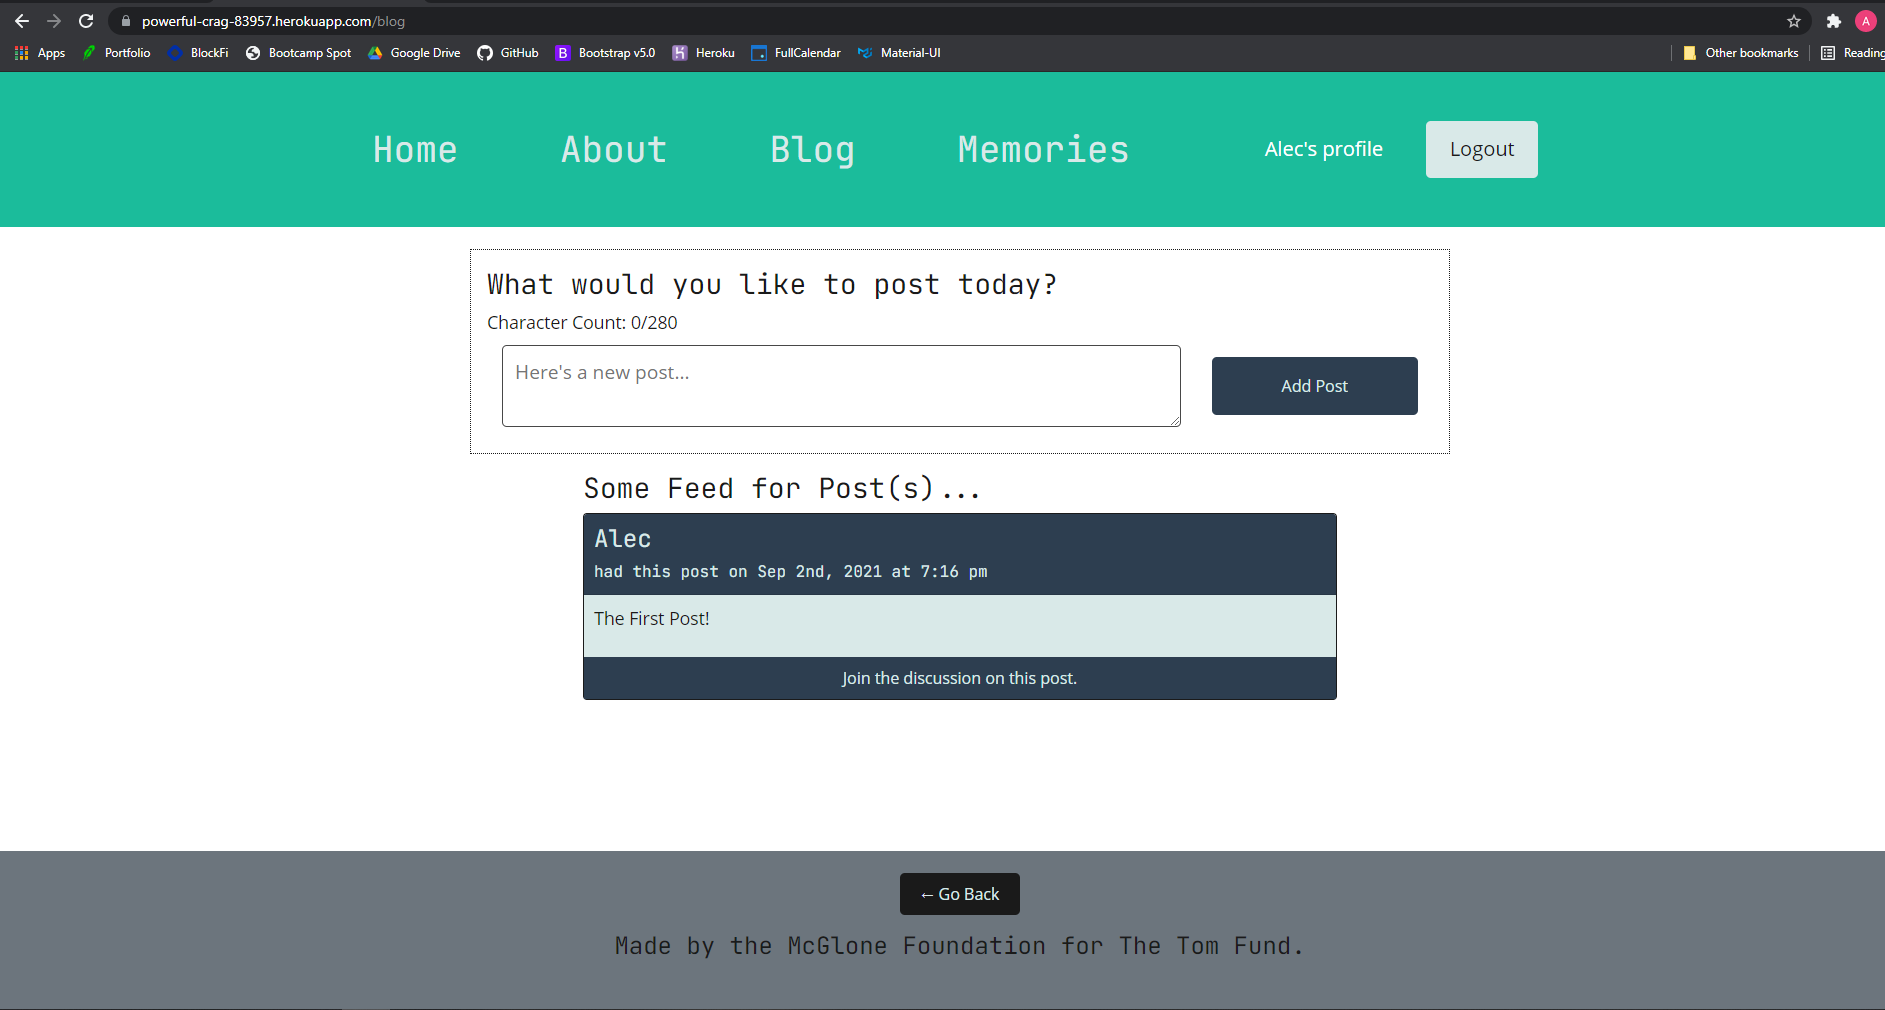 powerful-crag-83957.herokuapp.com/blog
A
Apps Portfolio BlockFi Bootcamp Spot Google Drive GitHub B Bootstrap v5.0 Heroku FullCalendar Material-UI Other bookmarks Reading
Home About Blog Memories Alec's profile Logout
What would you like to post today?
Character Count: 0/280
Here's a new post...
Add Post
Some Feed for Post(s)...
Alec
had this post on Sep 2nd, 2021 at 7:16 pm
The First Post!
Join the discussion on this post.
← Go Back
Made by the McGlone Foundation for The Tom Fund.